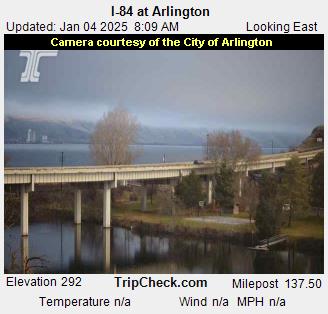 I-84 at Arlington
Updated: Jan 04 2025 8:09 AM Looking East
Camera courtesy of the City of Arlington
Elevation 292 TripCheck.com Milepost 137.50
Temperature n/a Wind n/a MPH n/a